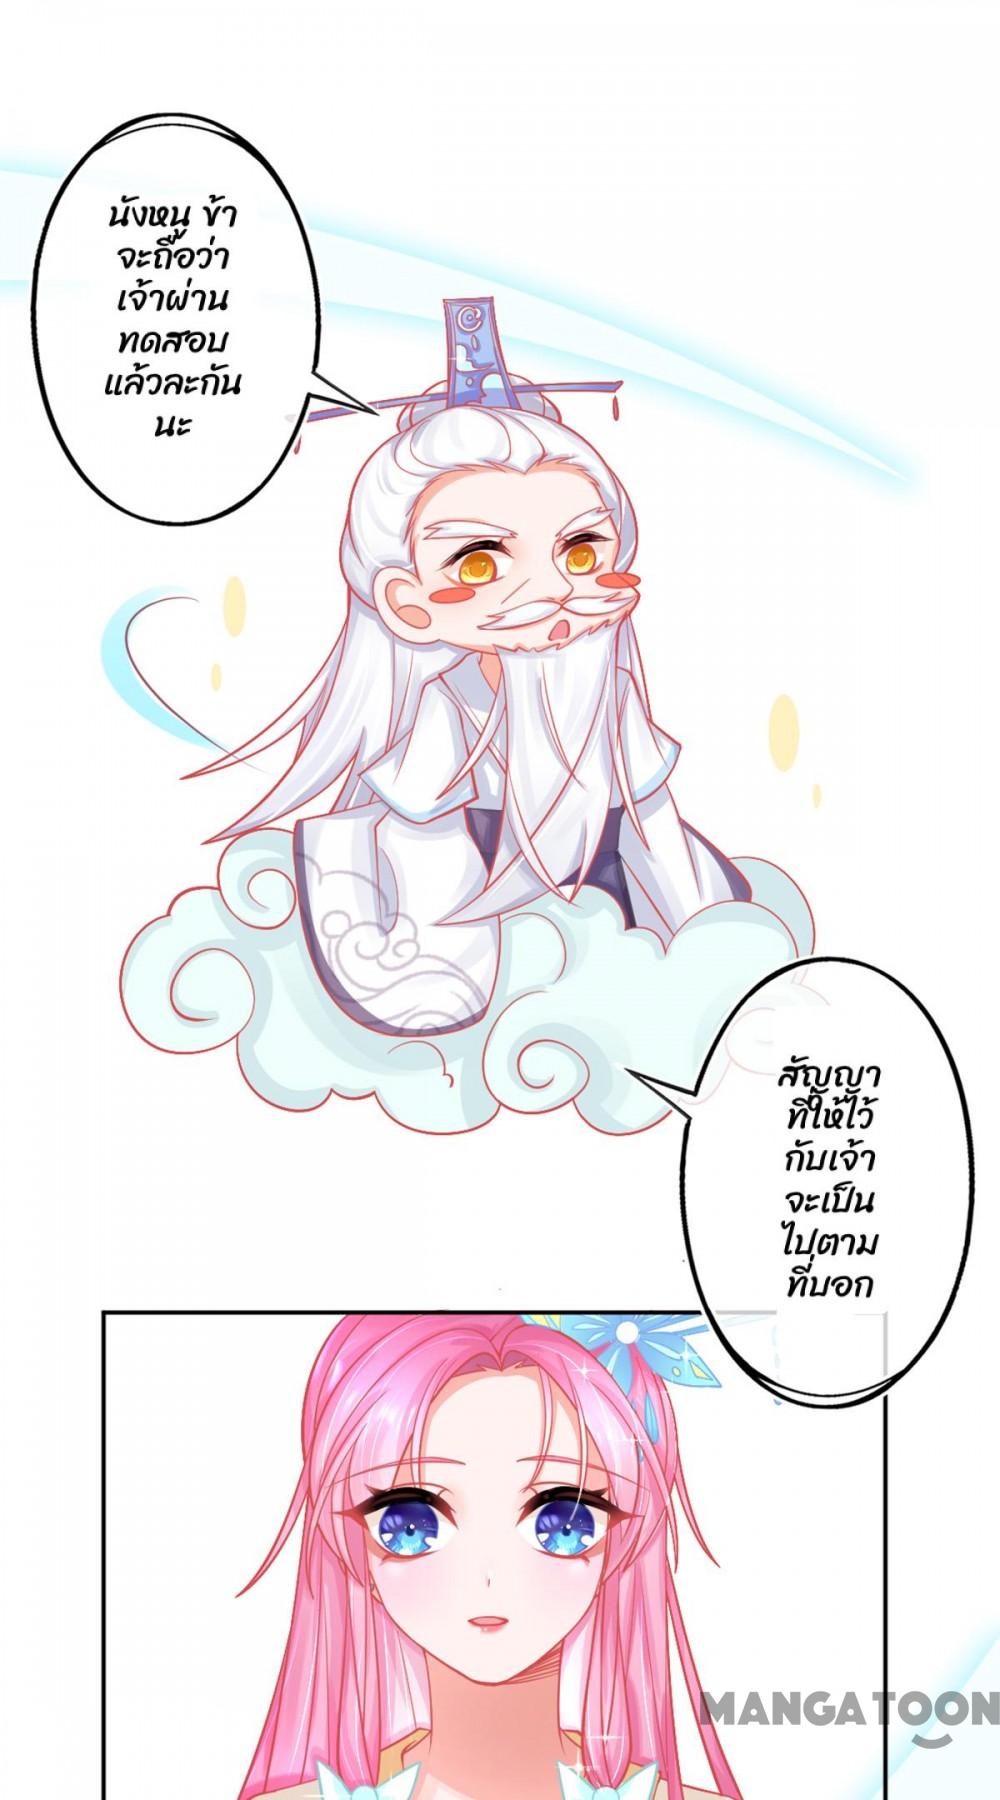 นังหนู ข้า
จะถือว่า
เจ้าผ่าน
ทดสอบ
แล้วละกัน
นะ
สัญญา
ที่ให้ไว้
กับเจ้า
จะเป็น
ไปตาม
ที่บอก
MANGATOON